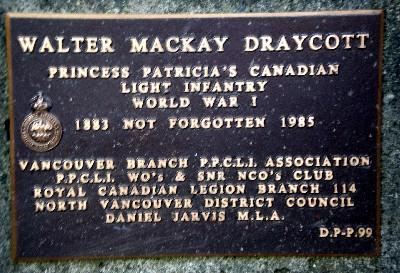 WALTER MACKAY DRAYCOTT
PRINCESS PATRICIA'S CANADIAN
LIGHT INFANTRY
WORLD WAR I
1883 NOT FORGOTTEN 1985
VANCOUVER BRANCH P.P.C.L.I. ASSOCIATION
P.P.C.L.I. WO'S & SNR NCO'S CLUB
ROYAL CANADIAN LEGION BRANCH 114
NORTH VANCOUVER DISTRICT COUNCIL
DANIEL JARVIS M.L.A.
D.P-P.99